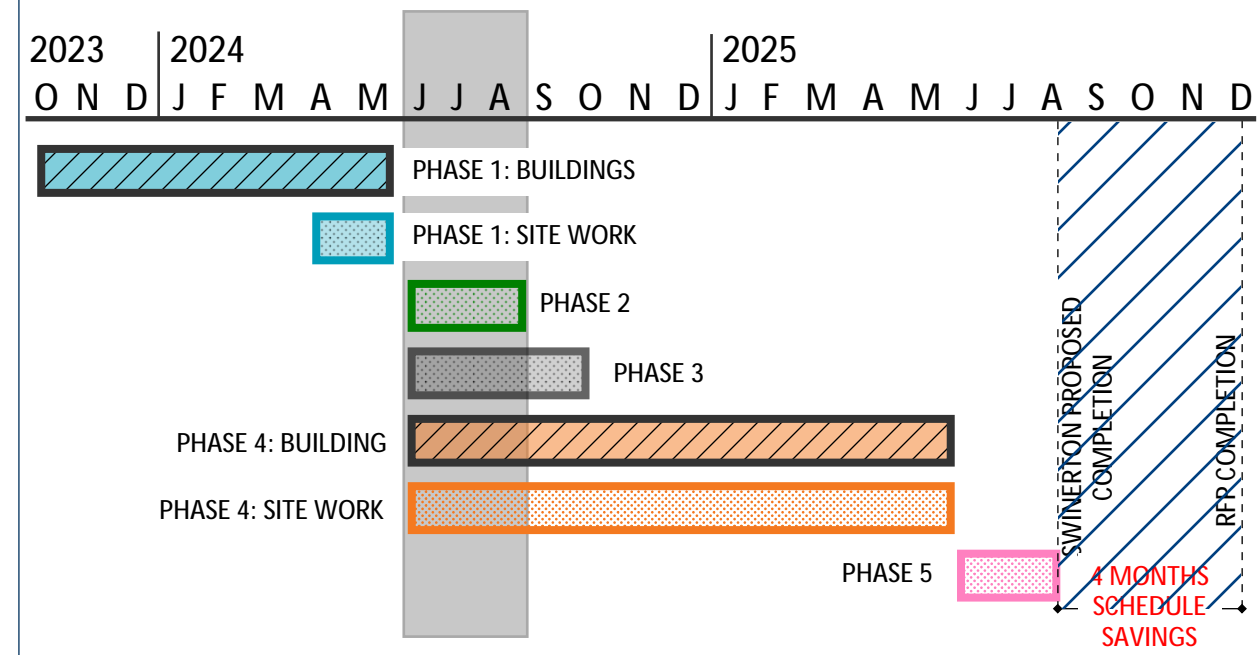 2023 2024 2025
O N D J F M A M J J A S O N D J F M A M J J A S O N D
PHASE 1: BUILDINGS
PHASE 1: SITE WORK
PHASE 2
PHASE 3
PHASE 4: BUILDING
PHASE 4: SITE WORK
PHASE 5
SWINERTON PROPOSED
COMPLETION
RFP COMPLETION
4 MONTHS
SCHEDULE
SAVINGS